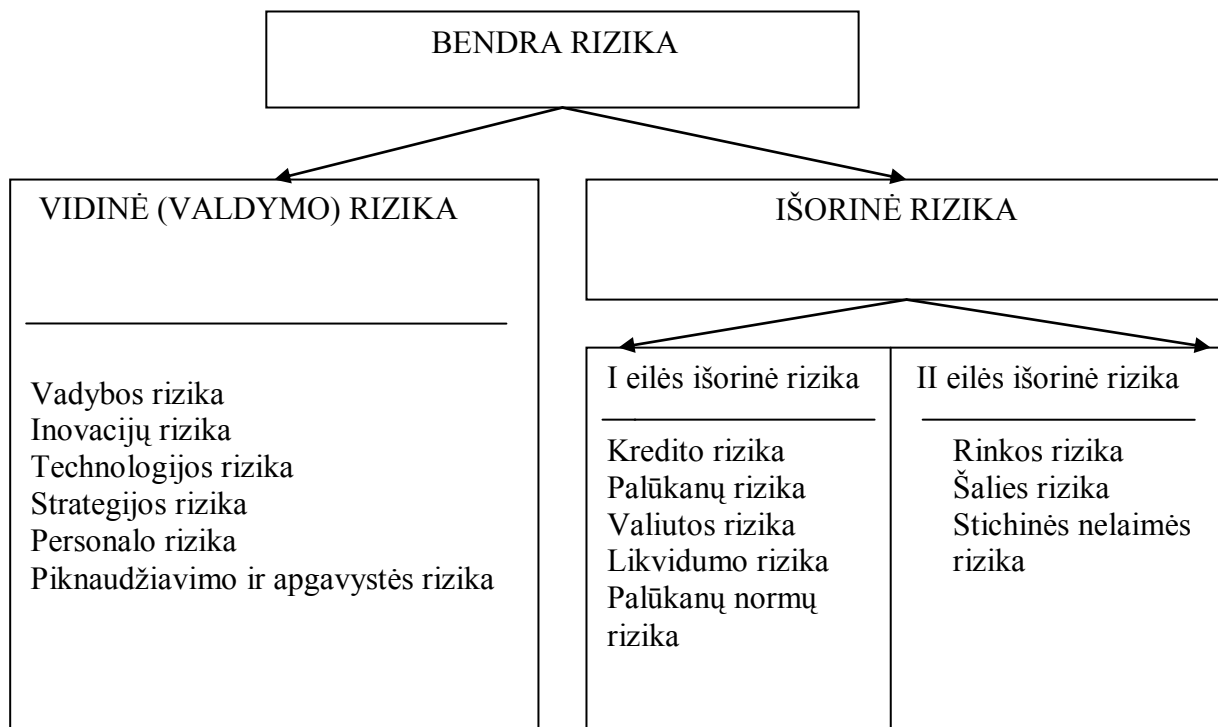 BENDRA RIZIKA
VIDINĖ (VALDYMO) RIZIKA
Vadybos rizika
Inovacijų rizika
Technologijos rizika
Strategijos rizika
Personalo rizika
Piknaudžiavimo ir apgavystės rizika
IŠORINĖ RIZIKA
I eilės išorinė rizika
Kredito rizika
Palūkanų rizika
Valiutos rizika
Likvidumo rizika
Palūkanų normų
rizika
II eilės išorinė rizika
Rinkos rizika
Šalies rizika
Stichinės nelaimės
rizika